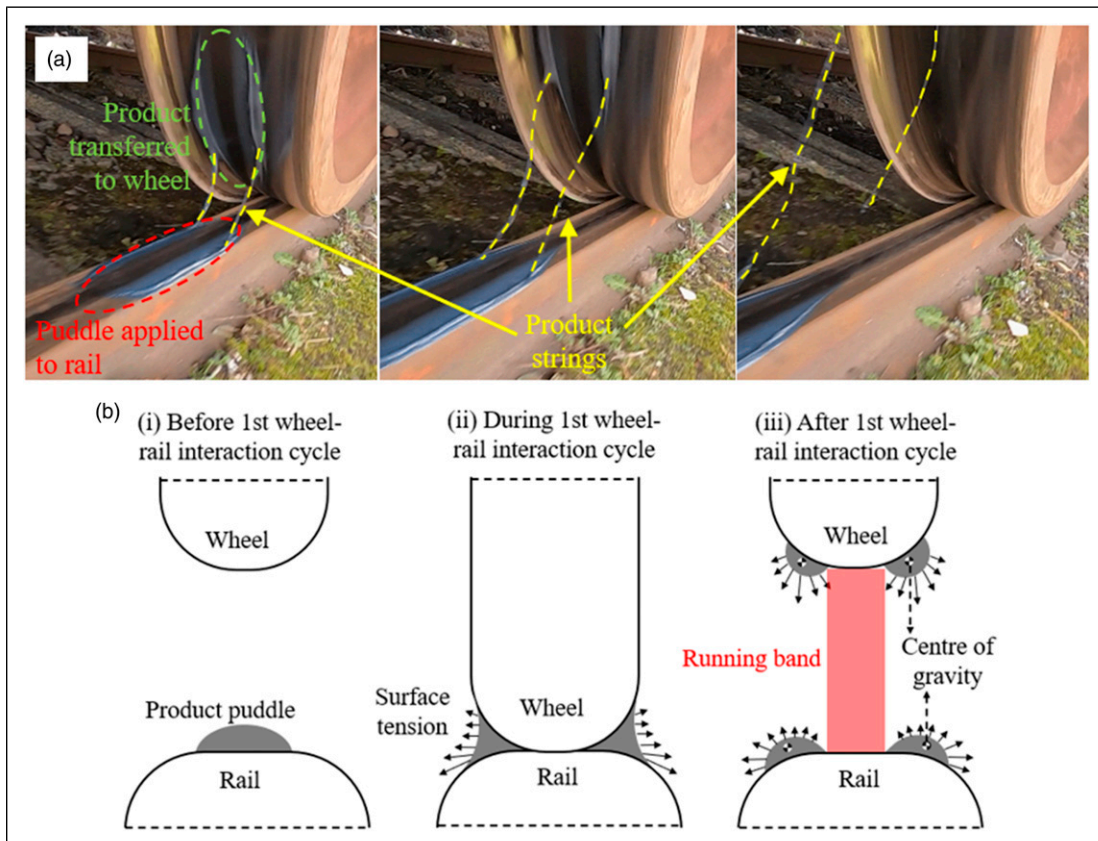 (a)
Product
transferred
to wheel
Puddle applied
to rail
Product
strings
(b)
(i) Before 1st wheel-
rail interaction cycle
(ii) During 1st wheel-
rail interaction cycle
(iii) After 1st wheel-
rail interaction cycle
Wheel
Product puddle
Rail
Surface
tension
Wheel
Rail
Wheel
Running band
Centre of
gravity
Rail